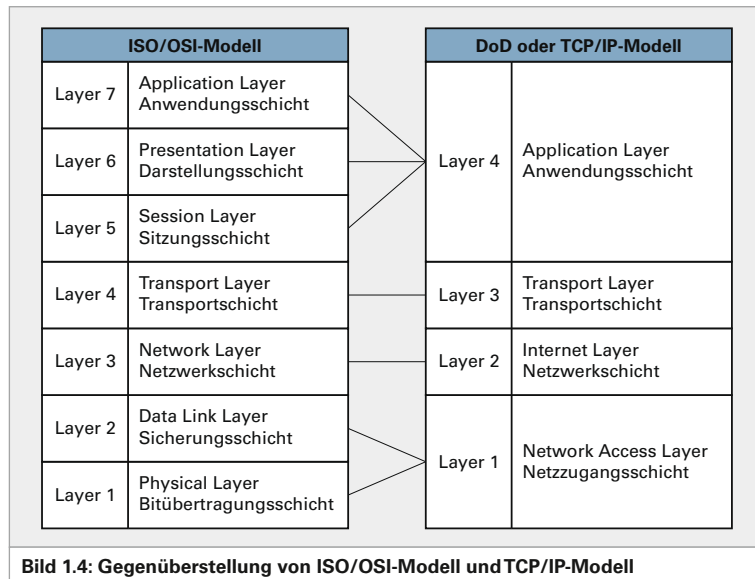 ISO/OSI-Modell
Layer 7
Application Layer
Anwendungsschicht
Layer 6
Presentation Layer
Darstellungsschicht
Layer 5
Session Layer
Sitzungsschicht
Layer 4
Transport Layer
Transportschicht
Layer 3
Network Layer
Netzwerkschicht
Layer 2
Data Link Layer
Sicherungsschicht
Layer 1
Physical Layer
Bitübertragungsschicht
DoD oder TCP/IP-Modell
Layer 4
Application Layer
Anwendungsschicht
Layer 3
Transport Layer
Transportschicht
Layer 2
Internet Layer
Netzwerkschicht
Layer 1
Network Access Layer
Netzzugangsschicht
Bild 1.4: Gegenüberstellung von ISO/OSI-Modell und TCP/IP-Modell